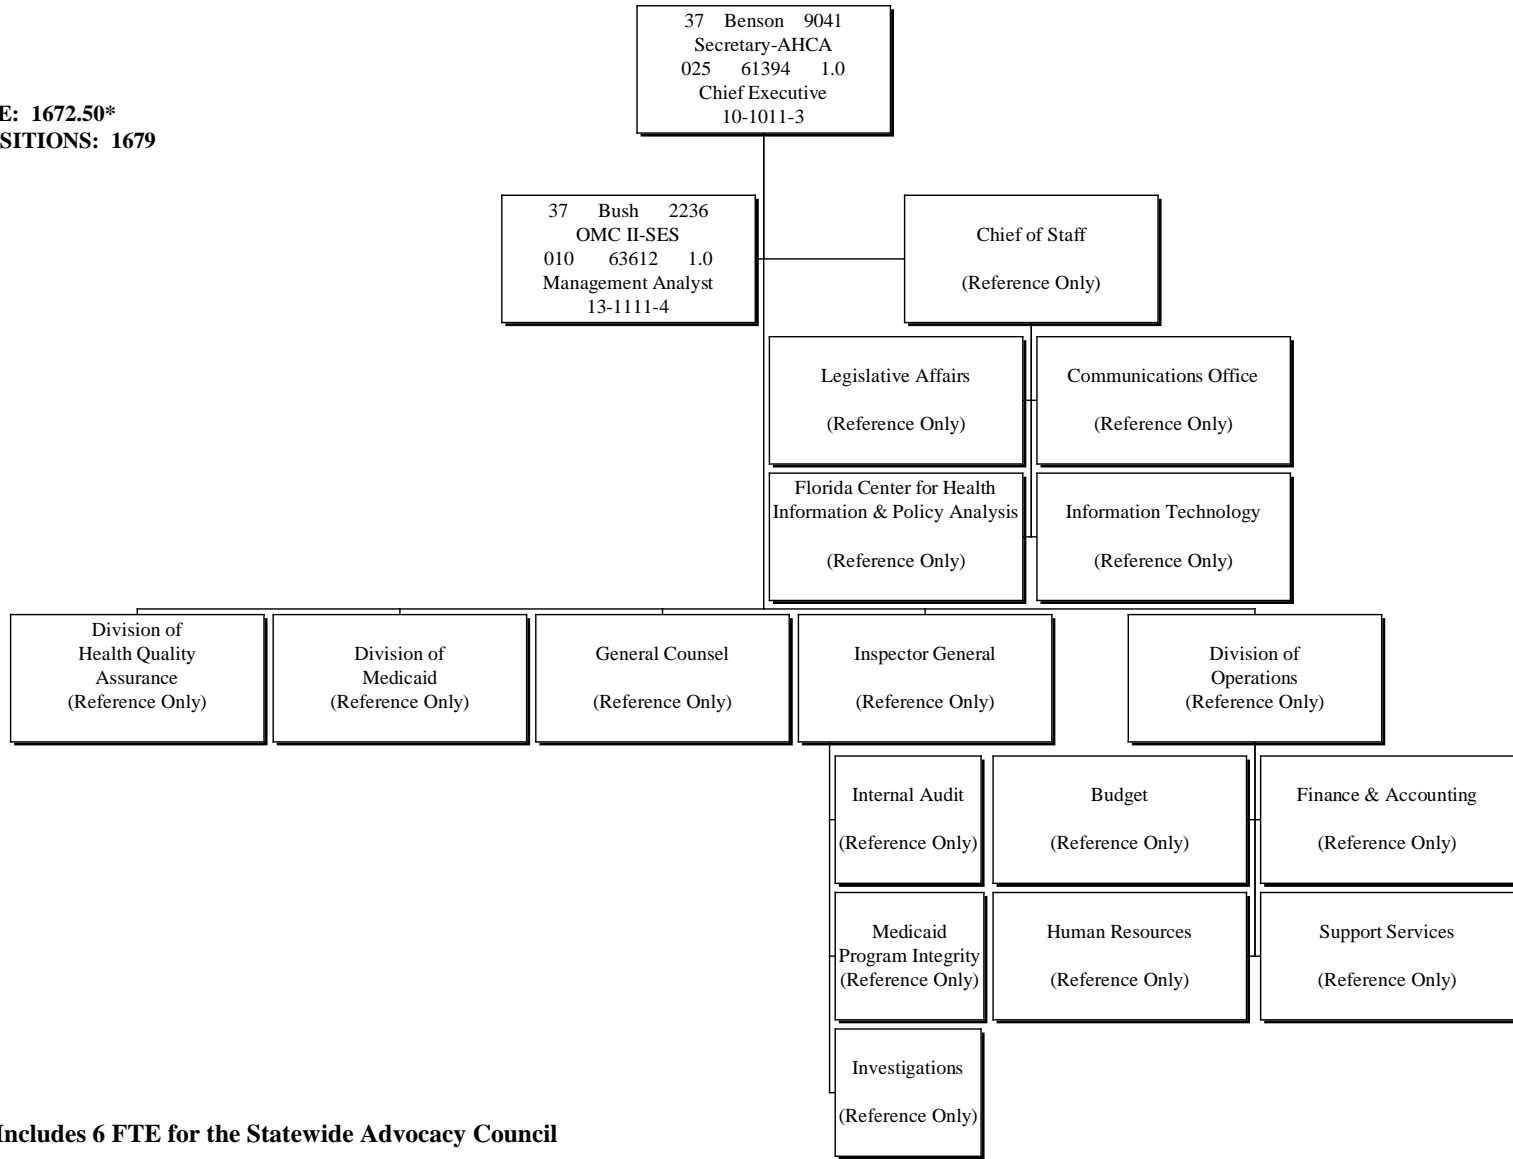 37 Benson 9041
Secretary-AHCA
025 61394 1.0
Chief Executive
10-1011-3
E: 1672.50*
SITIONS: 1679
37 Bush 2236
OMC II-SES
010 63612 1.0
Management Analyst
13-1111-4
Chief of Staff
(Reference Only)
Legislative Affairs
(Reference Only)
Communications Office
(Reference Only)
Florida Center for Health
Information & Policy Analysis
(Reference Only)
Information Technology
(Reference Only)
Division of
Health Quality
Assurance
(Reference Only)
Division of
Medicaid
(Reference Only)
General Counsel
(Reference Only)
Inspector General
(Reference Only)
Division of
Operations
(Reference Only)
Internal Audit
(Reference Only)
Budget
(Reference Only)
Finance & Accounting
(Reference Only)
Medicaid
Program Integrity
(Reference Only)
Human Resources
(Reference Only)
Support Services
(Reference Only)
Investigations
(Reference Only)
Includes 6 FTE for the Statewide Advocacy Council